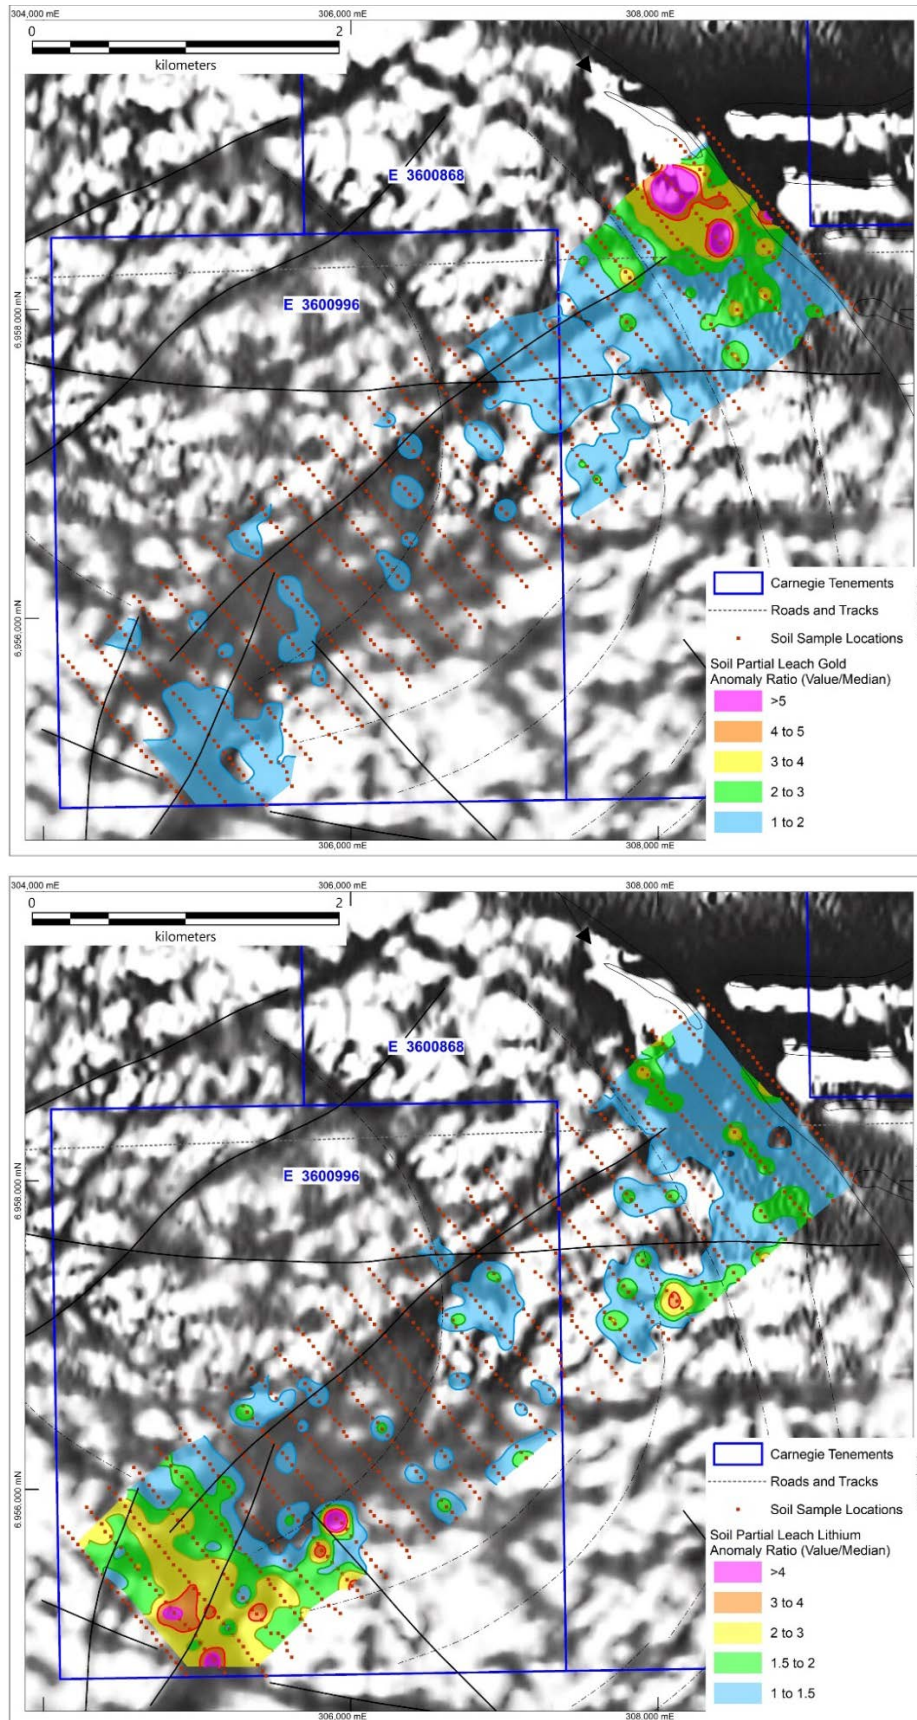 304,000 mE
306,000 mE
308,000 mE
0
2
kilometers
E 3600868
E 3600996
6,958,000 mN
6,956,000 mN
Carnegie Tenements
Roads and Tracks
Soil Sample Locations
Soil Partial Leach Gold
Anomaly Ratio (Value/Median)
>5
4 to 5
3 to 4
2 to 3
1 to 2
306,000 mE
308,000 mE
304,000 mE
306,000 mE
308,000 mE
0
2
kilometers
E 3600868
E 3600996
6,958,000 mN
6,956,000 mN
Carnegie Tenements
Roads and Tracks
Soil Sample Locations
Soil Partial Leach Lithium
Anomaly Ratio (Value/Median)
>4
3 to 4
2 to 3
1.5 to 2
1 to 1.5
306,000 mE
308,000 mE